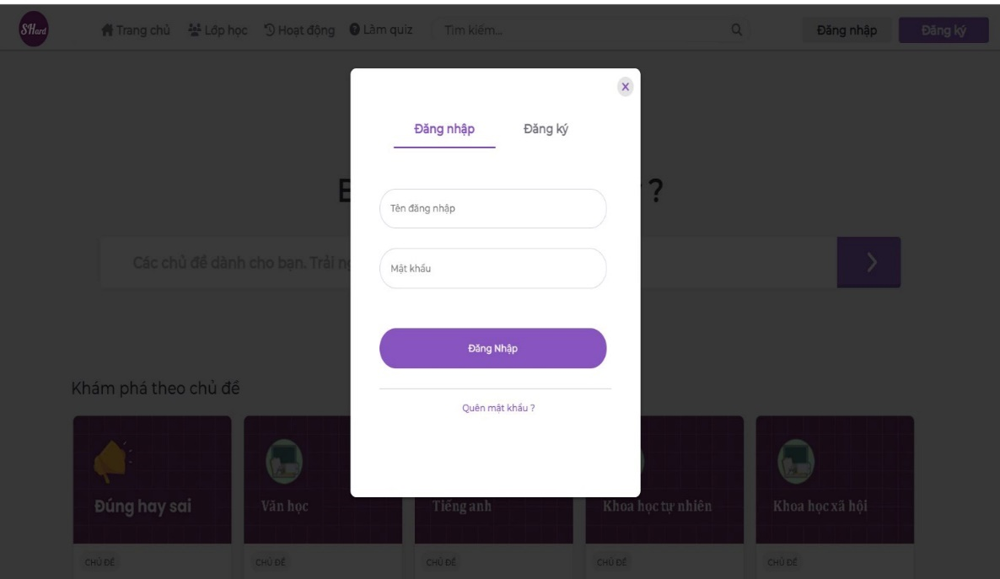 SHard Trang chủ Lớp học Hoạt động Làm quiz Tìm kiếm... Đăng nhập Đăng ký
X
Đăng nhập Đăng ký
?
Tên đăng nhập
Các chủ đề dành cho bạn. Trải
Mật khẩu
Đăng Nhập
Khám phá theo chủ đề
Quên mật khẩu ?
Đúng hay sai Văn học Tiếng anh Khoa học tự nhiên Khoa học xã hội
CHỦ ĐỀ CHỦ ĐỀ CHỦ ĐỀ CHỦ ĐỀ CHỦ ĐỀ